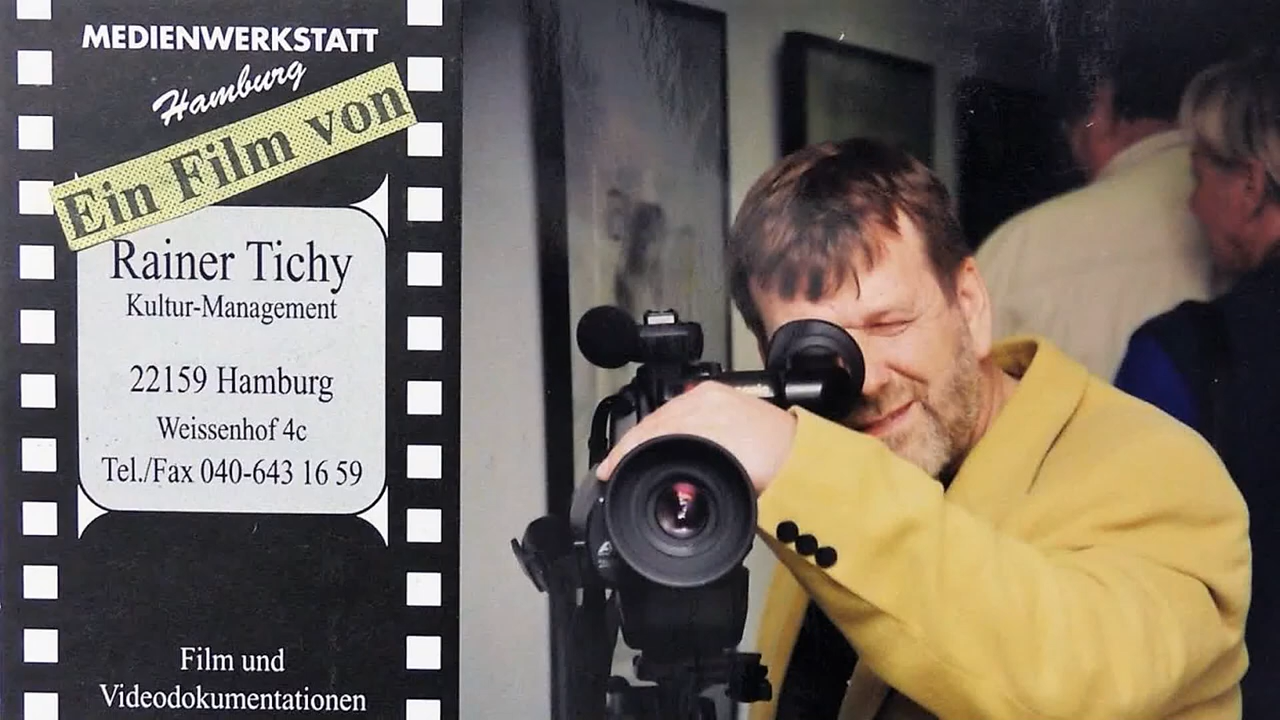 MEDIENWERKSTATT
Hamburg
Ein Film von
Rainer Tichy
Kultur-Management
22159 Hamburg
Weissenhof 4c
Tel./Fax 040-643 16 59
Film und
Videodokumentationen